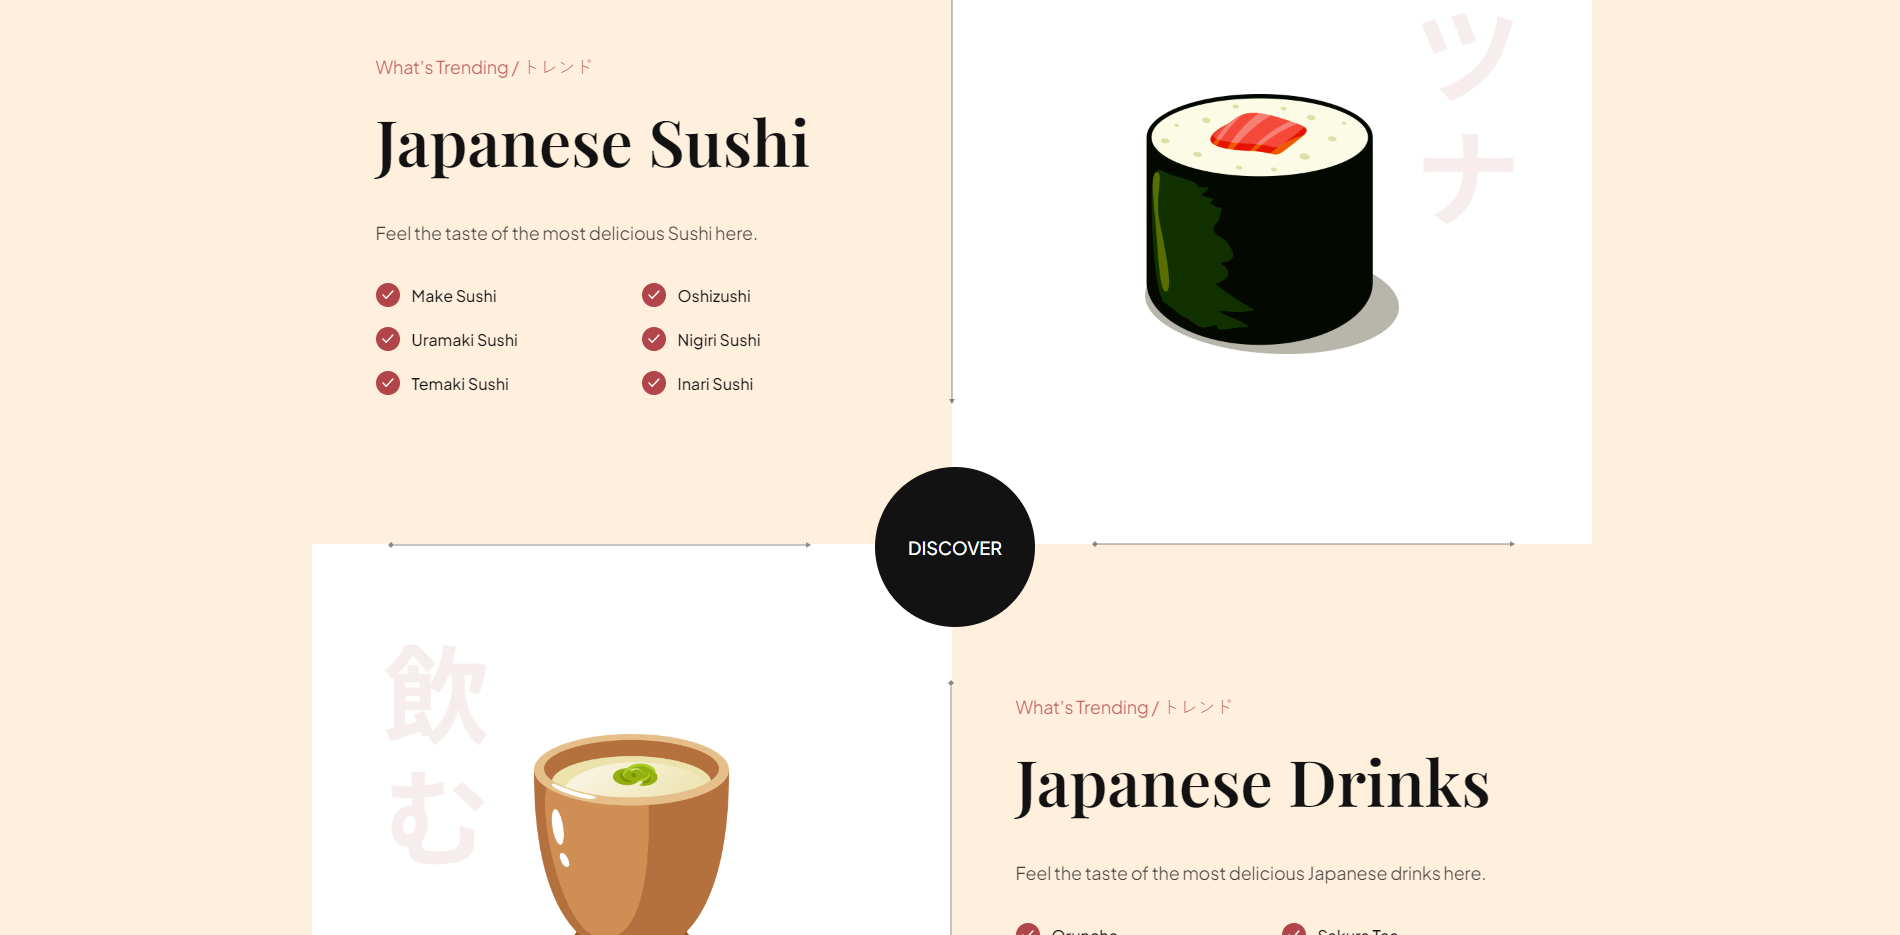 What's Trending / トレンド
Japanese Sushi
Feel the taste of the most delicious Sushi here.
Make Sushi
Oshizushi
Uramaki Sushi
Nigiri Sushi
Temaki Sushi
Inari Sushi
ツナ
DISCOVER
飲む
What's Trending / トレンド
Japanese Drinks
Feel the taste of the most delicious Japanese drinks here.
Sakura Tea